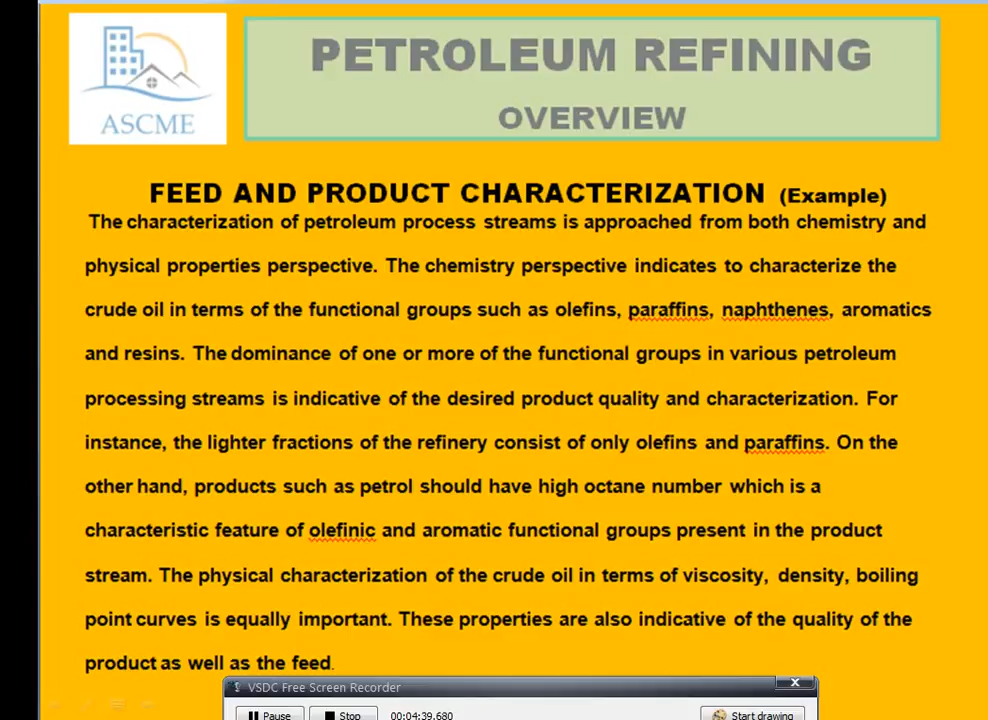 ASCME
PETROLEUM REFINING
OVERVIEW
FEED AND PRODUCT CHARACTERIZATION (Example)
The characterization of petroleum process streams is approached from both chemistry and
physical properties perspective. The chemistry perspective indicates to characterize the
crude oil in terms of the functional groups such as olefins, paraffins, naphthenes, aromatics
and resins. The dominance of one or more of the functional groups in various petroleum
processing streams is indicative of the desired product quality and characterization. For
instance, the lighter fractions of the refinery consist of only olefins and paraffins. On the
other hand, products such as petrol should have high octane number which is a
characteristic feature of olefinic and aromatic functional groups present in the product
stream. The physical characterization of the crude oil in terms of viscosity, density, boiling
point curves is equally important. These properties are also indicative of the quality of the
product as well as the feed.
VSDC Free Screen Recorder
Pause Stop 00:04:39.680 Start drawing